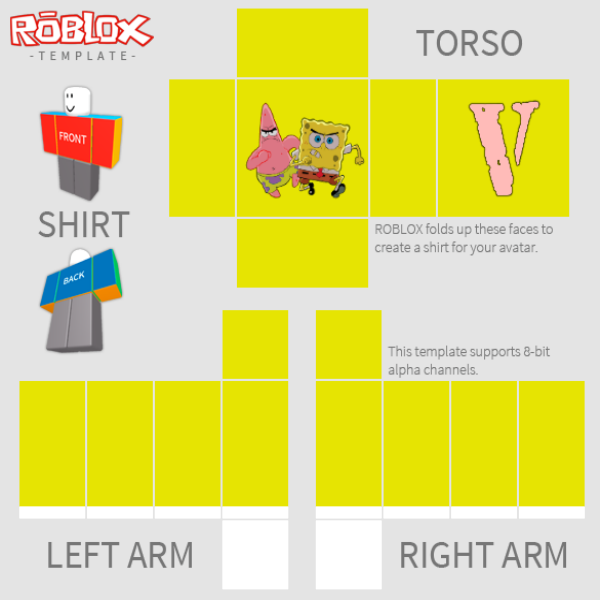 RŌBLOX
-TEMPLATE-
TORSO
FRONT
V
SHIRT
ROBLOX folds up these faces to
create a shirt for your avatar.
BACK
This template supports 8-bit
alpha channels.
LEFT ARM
RIGHT ARM